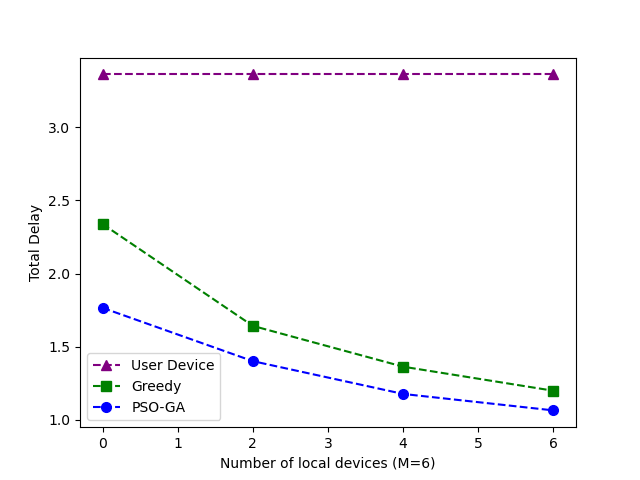 3.0
2.5
2.0
1.5
1.0
Total Delay
User Device
Greedy
PSO-GA
0 1 2 3 4 5 6
Number of local devices (M=6)